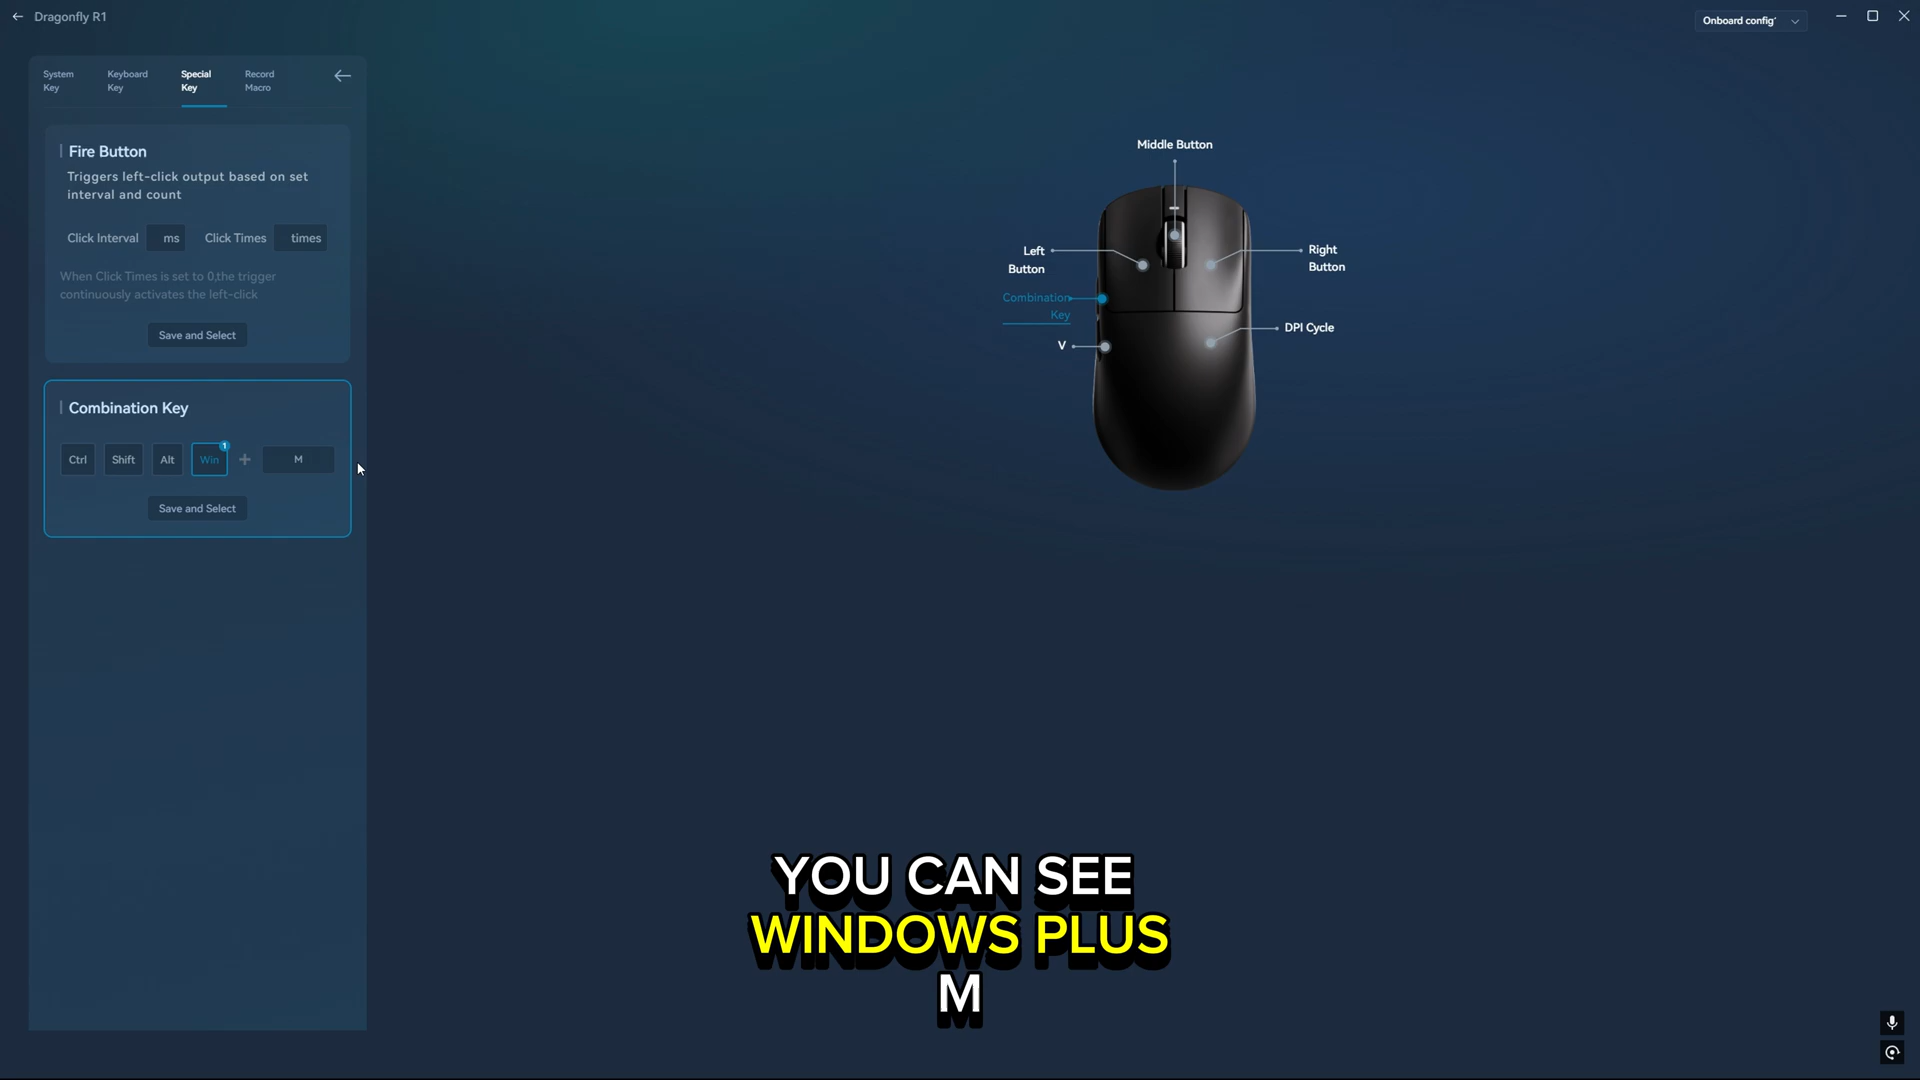 Dragonfly R1
Onboard config
System
Key
Keyboard
Key
Special
Key
Record
Macro
Fire Button
Triggers left-click output based on set
interval and count
Click Interval ms Click Times times
When Click Times is set to 0,the trigger
continuously activates the left-click
Save and Select
Combination Key
Ctrl Shift Alt Win 1 + M
Save and Select
Middle Button
Left
Button
Right
Button
Combination
Key
DPI Cycle
V
YOU CAN SEE
WINDOWS PLUS
M